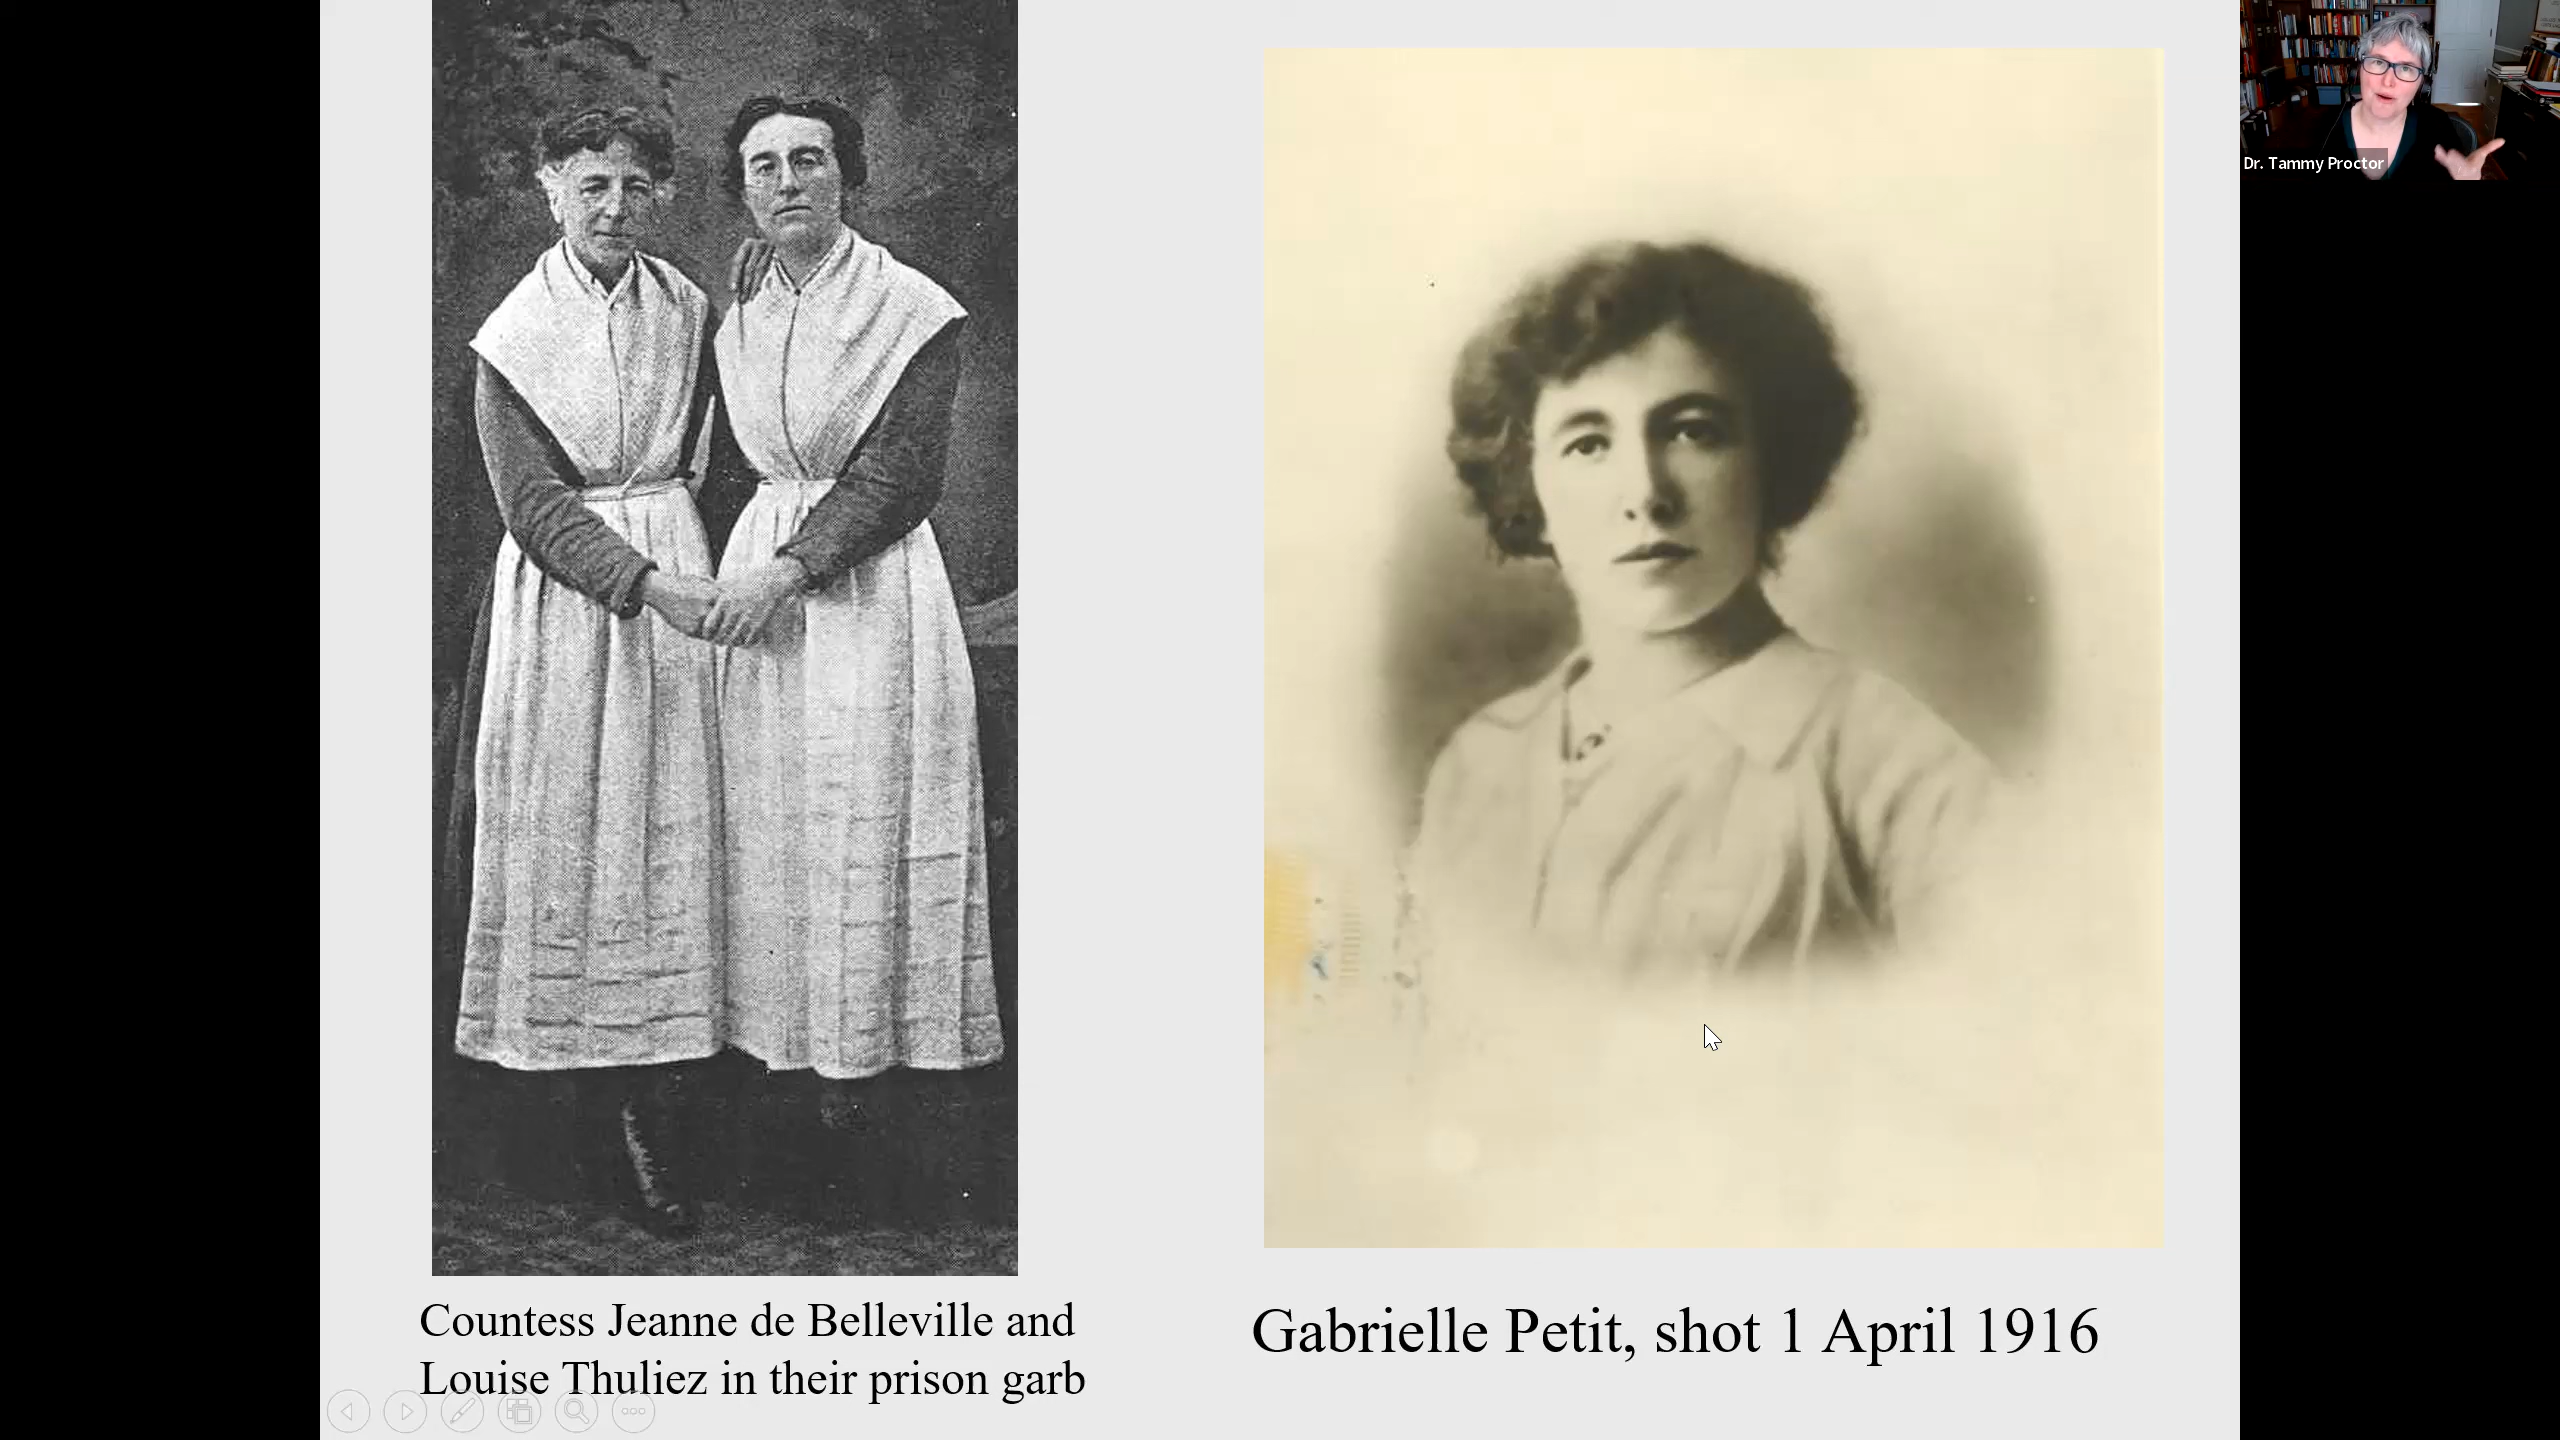 Dr. Tammy Proctor
Countess Jeanne de Belleville and
Louise Thuliez in their prison garb
Gabrielle Petit, shot 1 April 1916